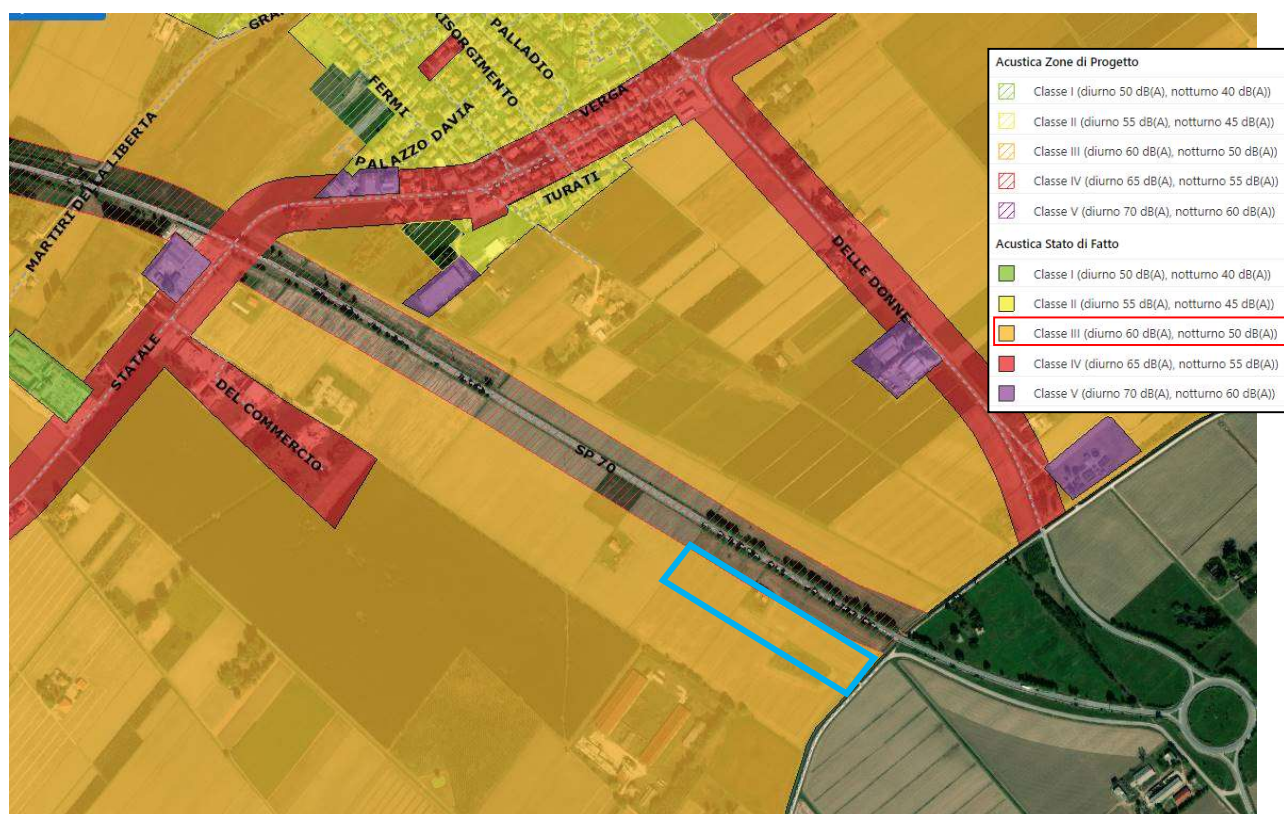 GRA
RISORGIMENTO
PALLADIO
FERMI
VERGA
PALAZZO DAVIA
MARTIRI DELLA LIBERTA
TURATI
DELLE DONNE
STATALE
DEL COMMERCIO
SP 70
Acustica Zone di Progetto
Classe I (diurno 50 dB(A), notturno 40 dB(A))
Classe II (diurno 55 dB(A), notturno 45 dB(A))
Classe III (diurno 60 dB(A), notturno 50 dB(A))
Classe IV (diurno 65 dB(A), notturno 55 dB(A))
Classe V (diurno 70 dB(A), notturno 60 dB(A))
Acustica Stato di Fatto
Classe I (diurno 50 dB(A), notturno 40 dB(A))
Classe II (diurno 55 dB(A), notturno 45 dB(A))
Classe III (diurno 60 dB(A), notturno 50 dB(A))
Classe IV (diurno 65 dB(A), notturno 55 dB(A))
Classe V (diurno 70 dB(A), notturno 60 dB(A))